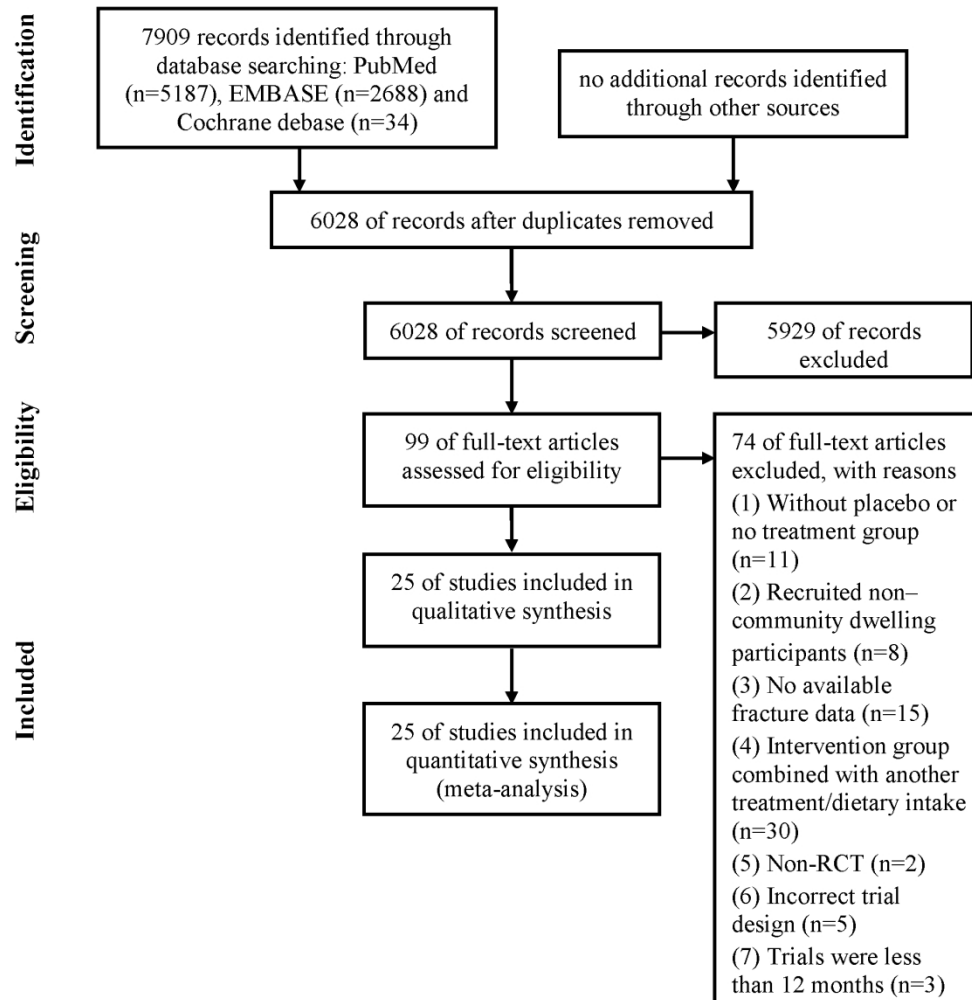 Identification
7909 records identified through
database searching: PubMed
(n=5187), EMBASE (n=2688) and
Cochrane debase (n=34)
no additional records identified
through other sources
6028 of records after duplicates removed
Screening
6028 of records screened
5929 of records
excluded
Eligibility
99 of full-text articles
assessed for eligibility
74 of full-text articles
excluded, with reasons
(1) Without placebo or
no treatment group
(n=11)
(2) Recruited non–
community dwelling
participants (n=8)
(3) No available
fracture data (n=15)
(4) Intervention group
combined with another
treatment/dietary intake
(n=30)
(5) Non-RCT (n=2)
(6) Incorrect trial
design (n=5)
(7) Trials were less
than 12 months (n=3)
Included
25 of studies included in
qualitative synthesis
25 of studies included in
quantitative synthesis
(meta-analysis)